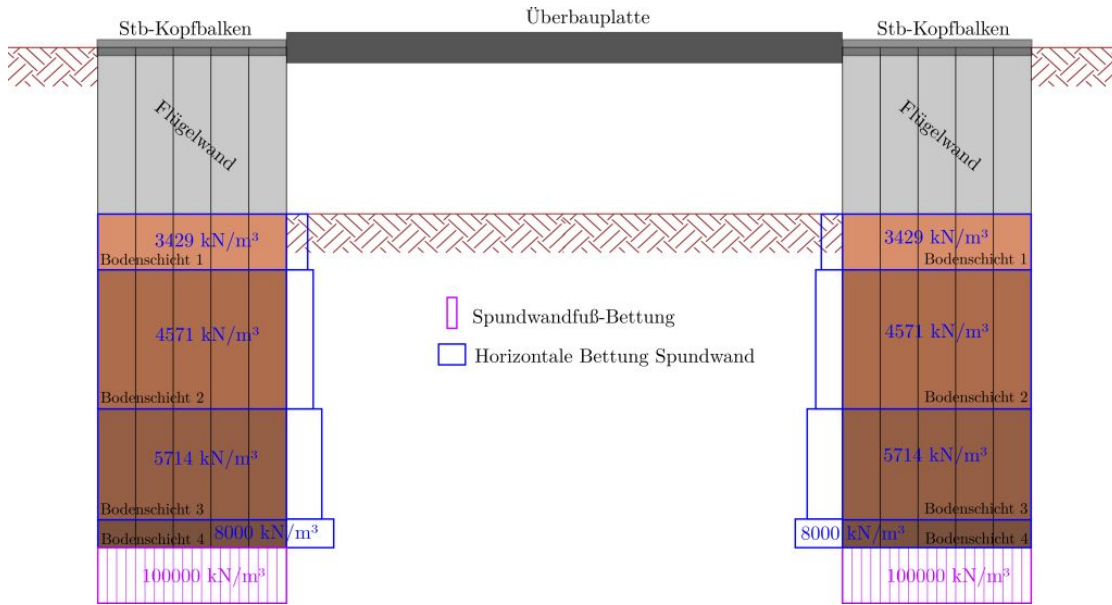 Überbauplatte
Stb-Kopfbalken
Stb-Kopfbalken
Flügelwand
Flügelwand
3429 kN/m³
3429 kN/m³
Bodenschicht 1
Bodenschicht 1
Spundwandfuß-Bettung
4571 kN/m³
4571 kN/m³
Horizontale Bettung Spundwand
Bodenschicht 2
Bodenschicht 2
5714 kN/m³
5714 kN/m³
Bodenschicht 3
Bodenschicht 3
8000 kN/m³
8000 kN/m³
Bodenschicht 4
Bodenschicht 4
100000 kN/m³
100000 kN/m³